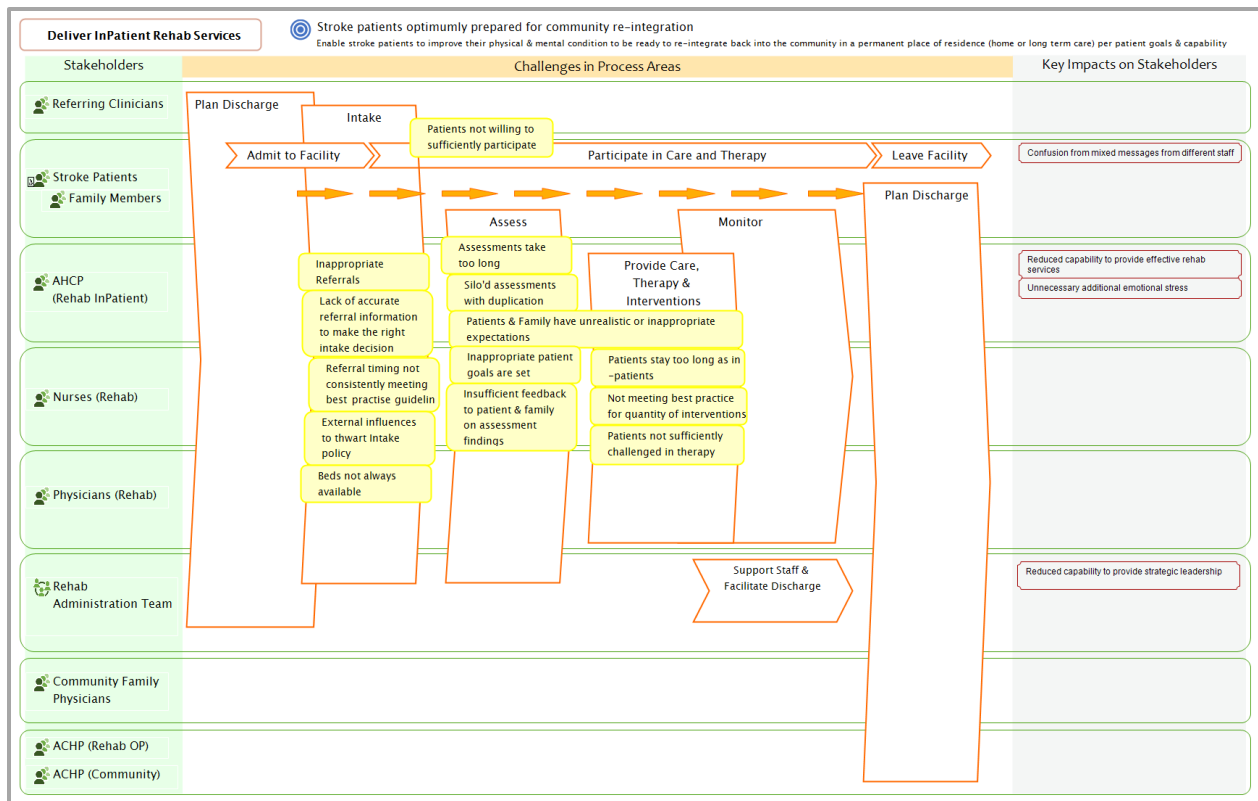 Deliver InPatient Rehab Services
Stroke patients optimumly prepared for community re-integration
Enable stroke patients to improve their physical & mental condition to be ready to re-integrate back into the community in a permanent place of residence (home or long term care) per patient goals & capability
Stakeholders
Challenges in Process Areas
Key Impacts on Stakeholders
Referring Clinicians
Plan Discharge
Intake
Patients not willing to
sufficiently participate
Admit to Facility
Participate in Care and Therapy
Leave Facility
Confusion from mixed messages from different staff
Stroke Patients
Family Members
Plan Discharge
Assess
Monitor
AHCP
(Rehab InPatient)
Inappropriate
Referrals
Lack of accurate
referral information
to make the right
intake decision
Referral timing not
consistently meeting
best practise guidelin
External influences
to thwart Intake
policy
Beds not always
available
Assessments take
too long
Silo'd assessments
with duplication
Patients & Family have unrealistic or inappropriate
expectations
Inappropriate patient
goals are set
Insufficient feedback
to patient & family
on assessment
findings
Provide Care,
Therapy &
Interventions
Patients stay too long as in
-patients
Not meeting best practice
for quantity of interventions
Patients not sufficiently
challenged in therapy
Reduced capability to provide effective rehab
services
Unnecessary additional emotional stress
Nurses (Rehab)
Physicians (Rehab)
Rehab
Administration Team
Support Staff &
Facilitate Discharge
Reduced capability to provide strategic leadership
Community Family
Physicians
ACHP (Rehab OP)
ACHP (Community)